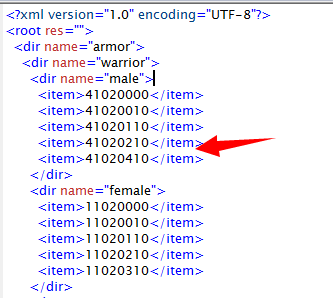 <?xml version="1.0" encoding="UTF-8"?>
<root res="">
<dir name="armor">
<dir name="warrior">
<dir name="male">
<item>41020000</item>
<item>41020010</item>
<item>41020110</item>
<item>41020210</item>
<item>41020410</item>
</dir>
<dir name="female">
<item>11020000</item>
<item>11020010</item>
<item>11020110</item>
<item>11020210</item>
<item>11020310</item>
</dir>